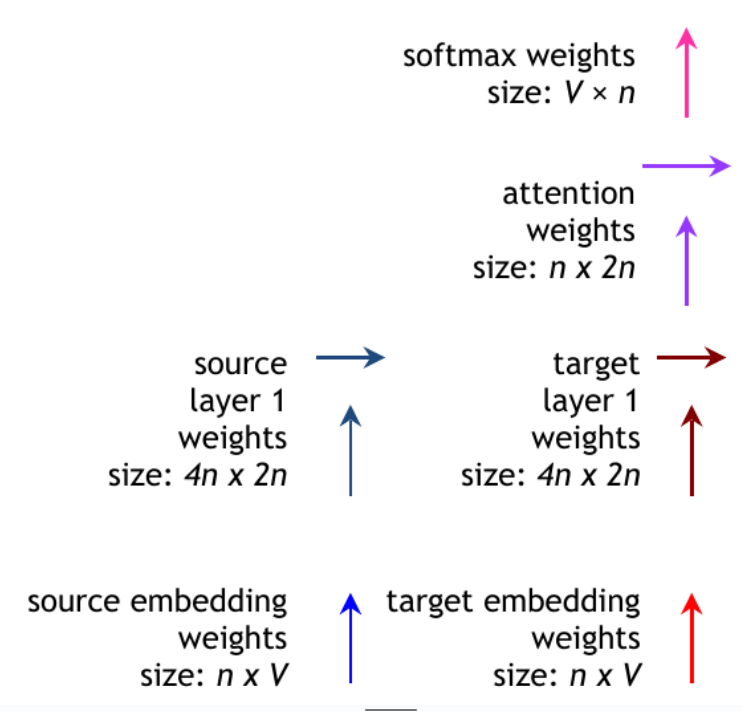 softmax weights
size: V × n
attention
weights
size: n x 2n
source
layer 1
weights
size: 4n x 2n
target
layer 1
weights
size: 4n x 2n
source embedding
weights
size: n x V
target embedding
weights
size: n x V